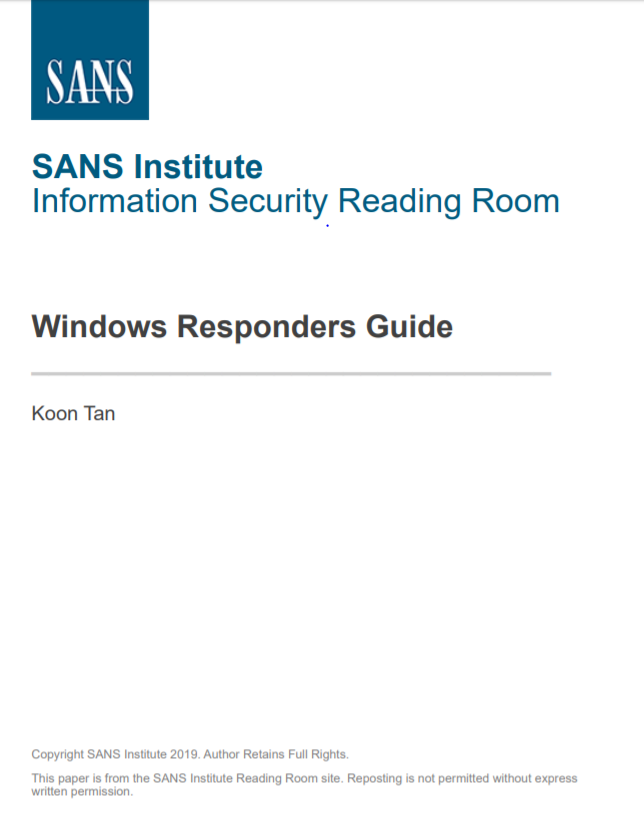 SANS
SANS Institute
Information Security Reading Room
Windows Responders Guide
Koon Tan
Copyright SANS Institute 2019. Author Retains Full Rights.
This paper is from the SANS Institute Reading Room site. Reposting is not permitted without express
written permission.